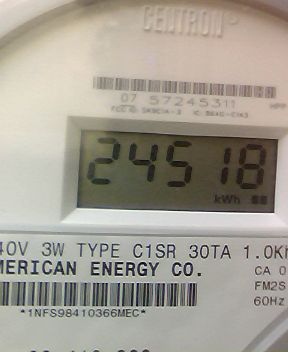 CENTRON
07 57245311
24518
kWh
40V 3W TYPE C1SR 30TA 1.0Kh
MERICAN ENERGY CO.
CA 0
FM2S
60Hz
*1NFS98410366MEC*